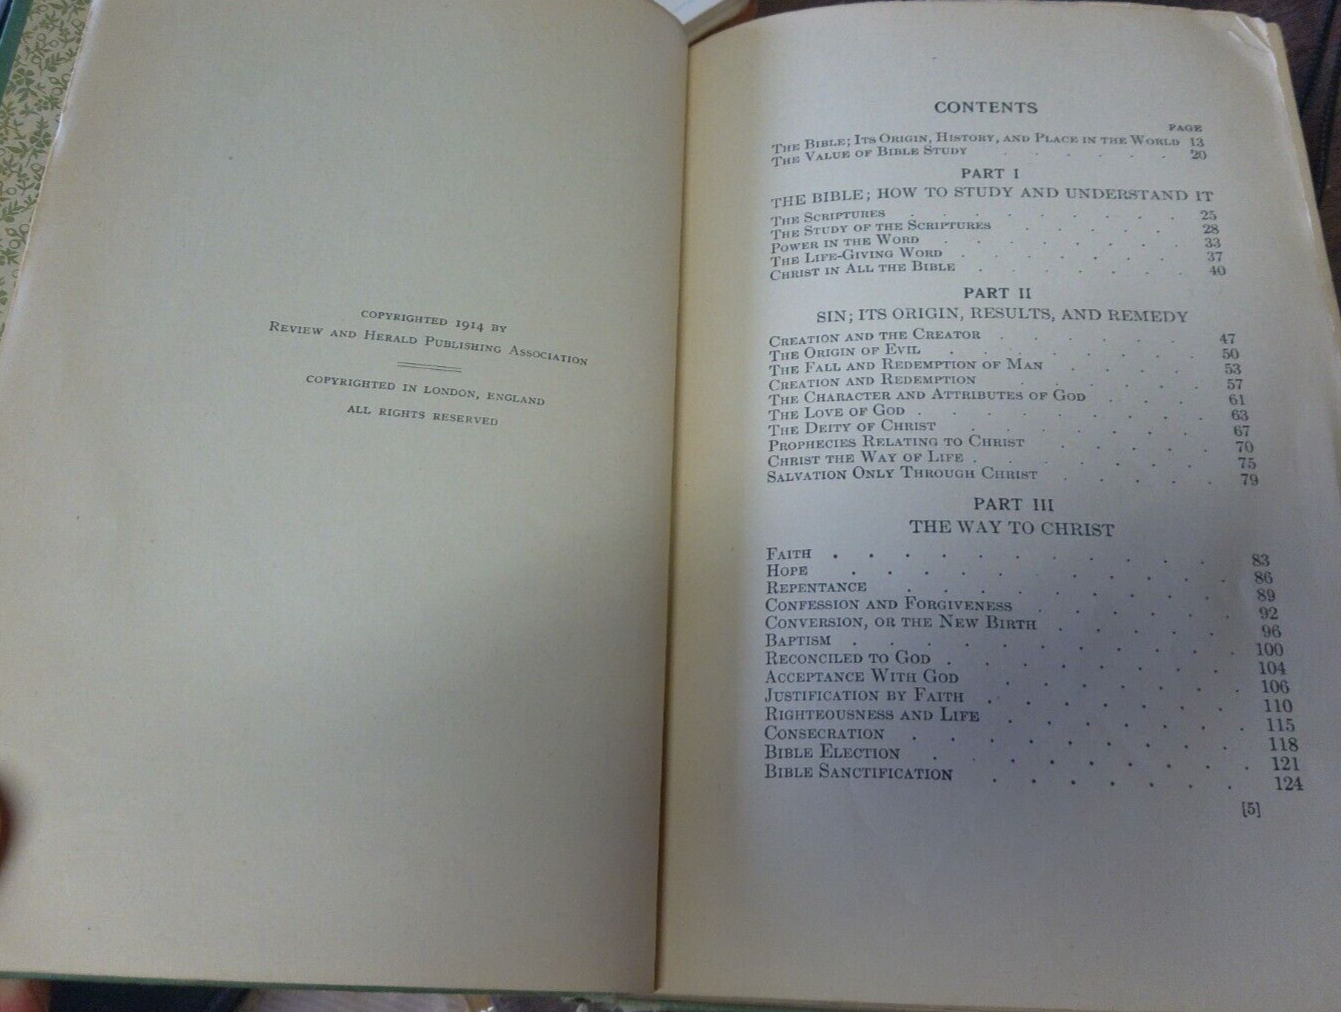 COPYRIGHTED 1914 BY
REVIEW AND HERALD PUBLISHING ASSOCIATION
COPYRIGHTED IN LONDON, ENGLAND
ALL RIGHTS RESERVED
CONTENTS
PAGE
THE BIBLE; ITS ORIGIN, HISTORY, AND PLACE IN THE WORLD 13
THE VALUE OF BIBLE STUDY . . . . . . 20
PART I
THE BIBLE; HOW TO STUDY AND UNDERSTAND IT
THE SCRIPTURES . . . . . . . . 25
THE STUDY OF THE SCRIPTURES . . . . . 28
POWER IN THE WORD . . . . . . . 33
THE LIFE-GIVING WORD . . . . . . . 37
CHRIST IN ALL THE BIBLE . . . . . . 40
PART II
SIN; ITS ORIGIN, RESULTS, AND REMEDY
CREATION AND THE CREATOR . . . . . . 47
THE ORIGIN OF EVIL . . . . . . . 50
THE FALL AND REDEMPTION OF MAN . . . . . 53
CREATION AND REDEMPTION . . . . . . 57
THE CHARACTER AND ATTRIBUTES OF GOD . . . . 61
THE LOVE OF GOD . . . . . . . . 63
THE DEITY OF CHRIST . . . . . . . 67
PROPHECIES RELATING TO CHRIST . . . . . 70
CHRIST THE WAY OF LIFE . . . . . . . 75
SALVATION ONLY THROUGH CHRIST . . . . . 79
PART III
THE WAY TO CHRIST
FAITH . . . . . . . . . . . 83
HOPE . . . . . . . . . . 86
REPENTANCE . . . . . . . . . 89
CONFESSION AND FORGIVENESS . . . . . . 92
CONVERSION, OR THE NEW BIRTH . . . . . 96
BAPTISM . . . . . . . . . . 100
RECONCILED TO GOD . . . . . . . . 104
ACCEPTANCE WITH GOD . . . . . . . 106
JUSTIFICATION BY FAITH . . . . . . . 110
RIGHTEOUSNESS AND LIFE . . . . . . 115
CONSECRATION . . . . . . . . . 118
BIBLE ELECTION . . . . . . . . 121
BIBLE SANCTIFICATION . . . . . . . 124
[5]